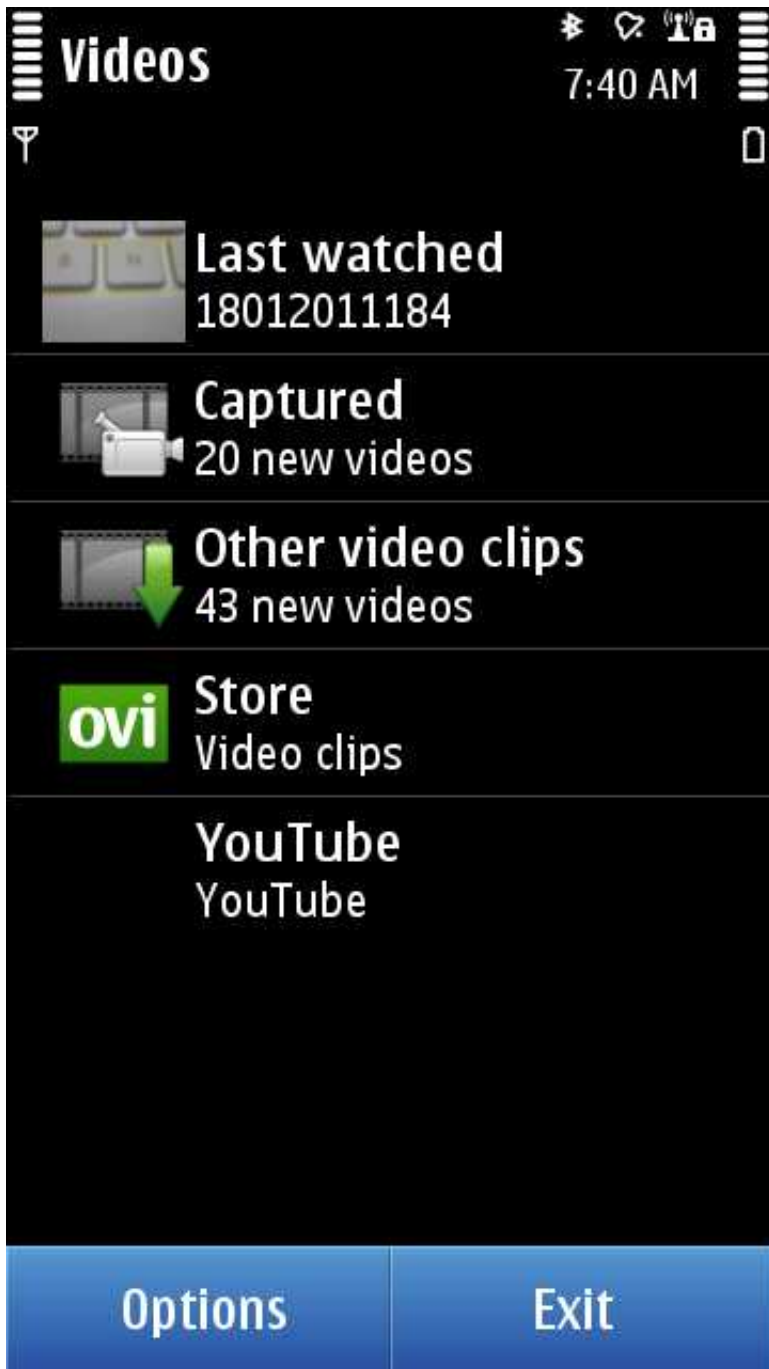 Videos
7:40 AM
Last watched
18012011184
Captured
20 new videos
Other video clips
43 new videos
ovi
Store
Video clips
YouTube
YouTube
Options
Exit